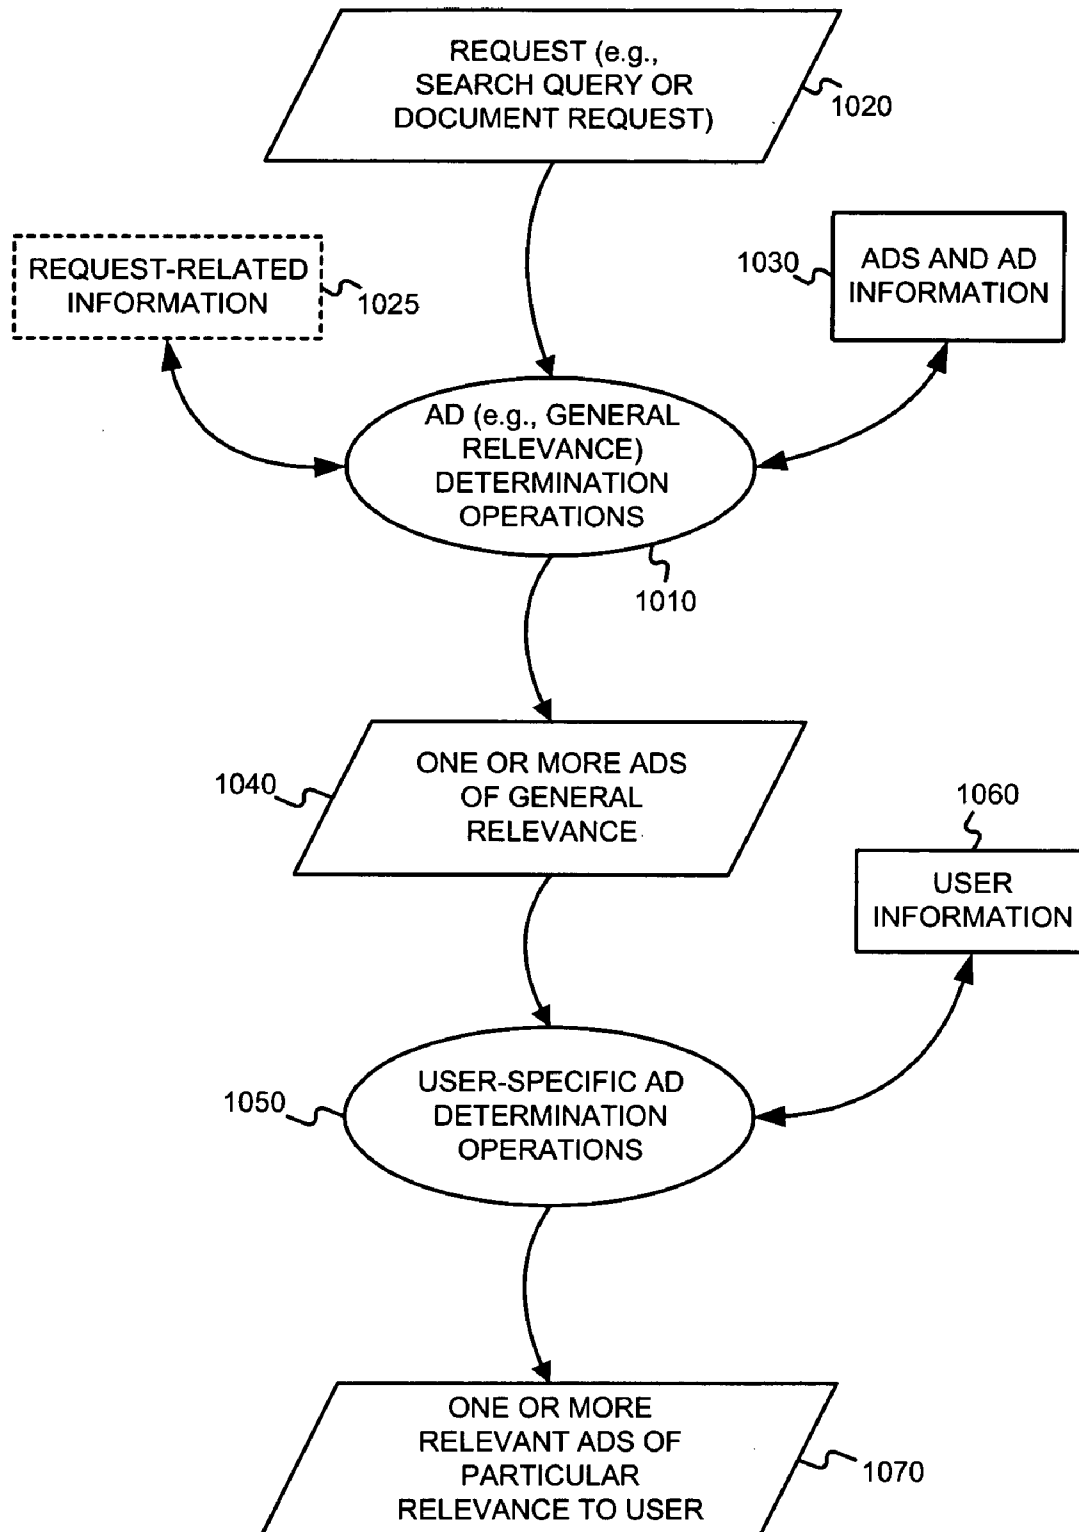 REQUEST (e.g.,
SEARCH QUERY OR
DOCUMENT REQUEST)
1020
REQUEST-RELATED
INFORMATION
1025
1030
ADS AND AD
INFORMATION
AD (e.g., GENERAL
RELEVANCE)
DETERMINATION
OPERATIONS
1010
1040
ONE OR MORE ADS
OF GENERAL
RELEVANCE
1060
USER
INFORMATION
1050
USER-SPECIFIC AD
DETERMINATION
OPERATIONS
ONE OR MORE
RELEVANT ADS OF
PARTICULAR
RELEVANCE TO USER
1070